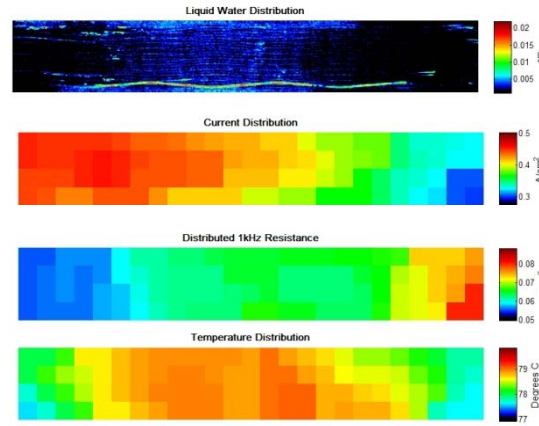 Liquid Water Distribution
0.02
0.015
0.01
0.005
Current Distribution
0.5
0.4
0.3
A/cm²
Distributed 1kHz Resistance
0.08
0.07
0.06
0.05
Temperature Distribution
79
78
77
Degrees C